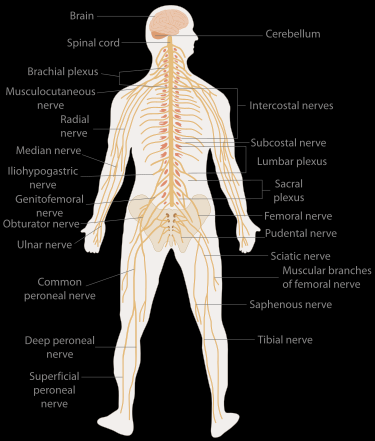 Brain
Spinal cord
Brachial plexus
Musculocutaneous
nerve
Radial
nerve
Median nerve
Iliohypogastric
nerve
Genitofemoral
nerve
Obturator nerve
Ulnar nerve
Common
peroneal nerve
Deep peroneal
nerve
Superficial
peroneal
nerve
Cerebellum
Intercostal nerves
Subcostal nerve
Lumbar plexus
Sacral
plexus
Femoral nerve
Pudental nerve
Sciatic nerve
Muscular branches
of femoral nerve
Saphenous nerve
Tibial nerve